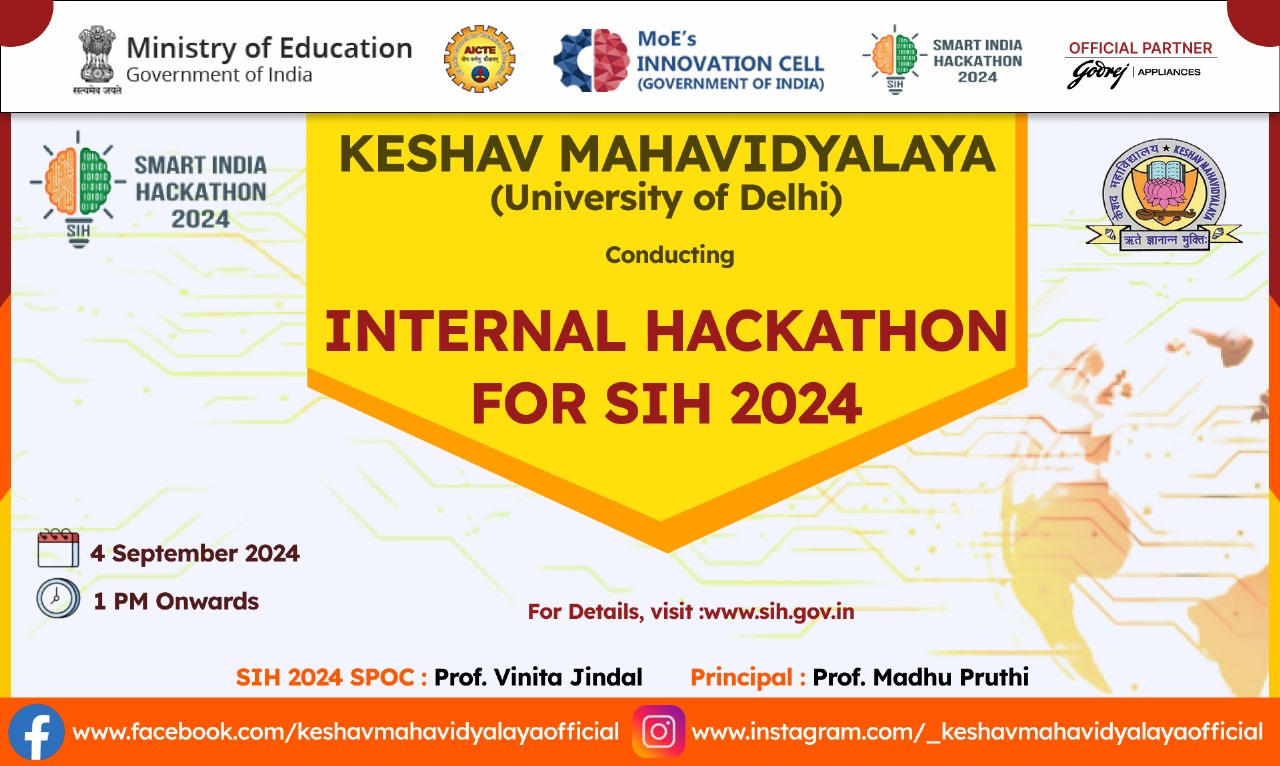 Ministry of Education
Government of India
सत्यमेव जयते
AICTE
MoE's
INNOVATION CELL
(GOVERNMENT OF INDIA)
SIH
SMART INDIA
HACKATHON
2024
OFFICIAL PARTNER
Godrej | APPLIANCES
SIH
SMART INDIA
HACKATHON
2024
KESHAV MAHAVIDYALAYA
(University of Delhi)
Conducting
INTERNAL HACKATHON
FOR SIH 2024
केशव महाविद्यालय ★ KESHAV MAHAVIDYALAYA
ऋते ज्ञानान्न मुक्तिः
4 September 2024
1 PM Onwards
For Details, visit :www.sih.gov.in
SIH 2024 SPOC : Prof. Vinita Jindal
Principal : Prof. Madhu Pruthi
www.facebook.com/keshavmahavidyalayaofficial
www.instagram.com/_keshavmahavidyalayaofficial